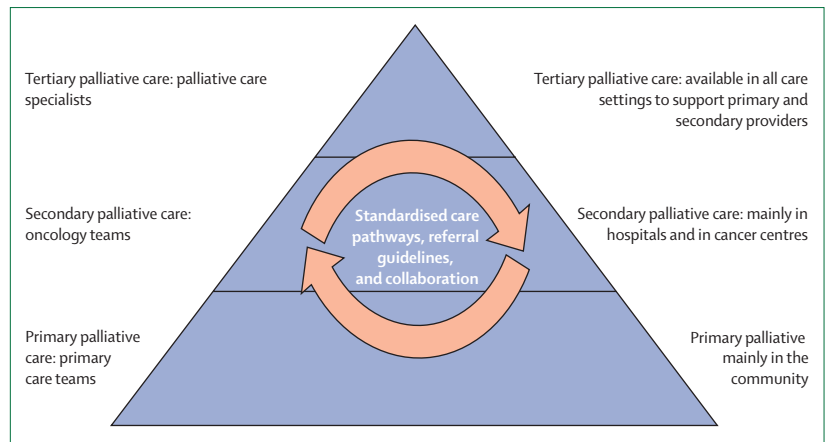 Tertiary palliative care: palliative care
specialists
Tertiary palliative care: available in all care
settings to support primary and
secondary providers
Secondary palliative care:
oncology teams
Standardised care
pathways, referral
guidelines,
and collaboration
Secondary palliative care: mainly in
hospitals and in cancer centres
Primary palliative
care: primary
care teams
Primary palliative
mainly in the
community